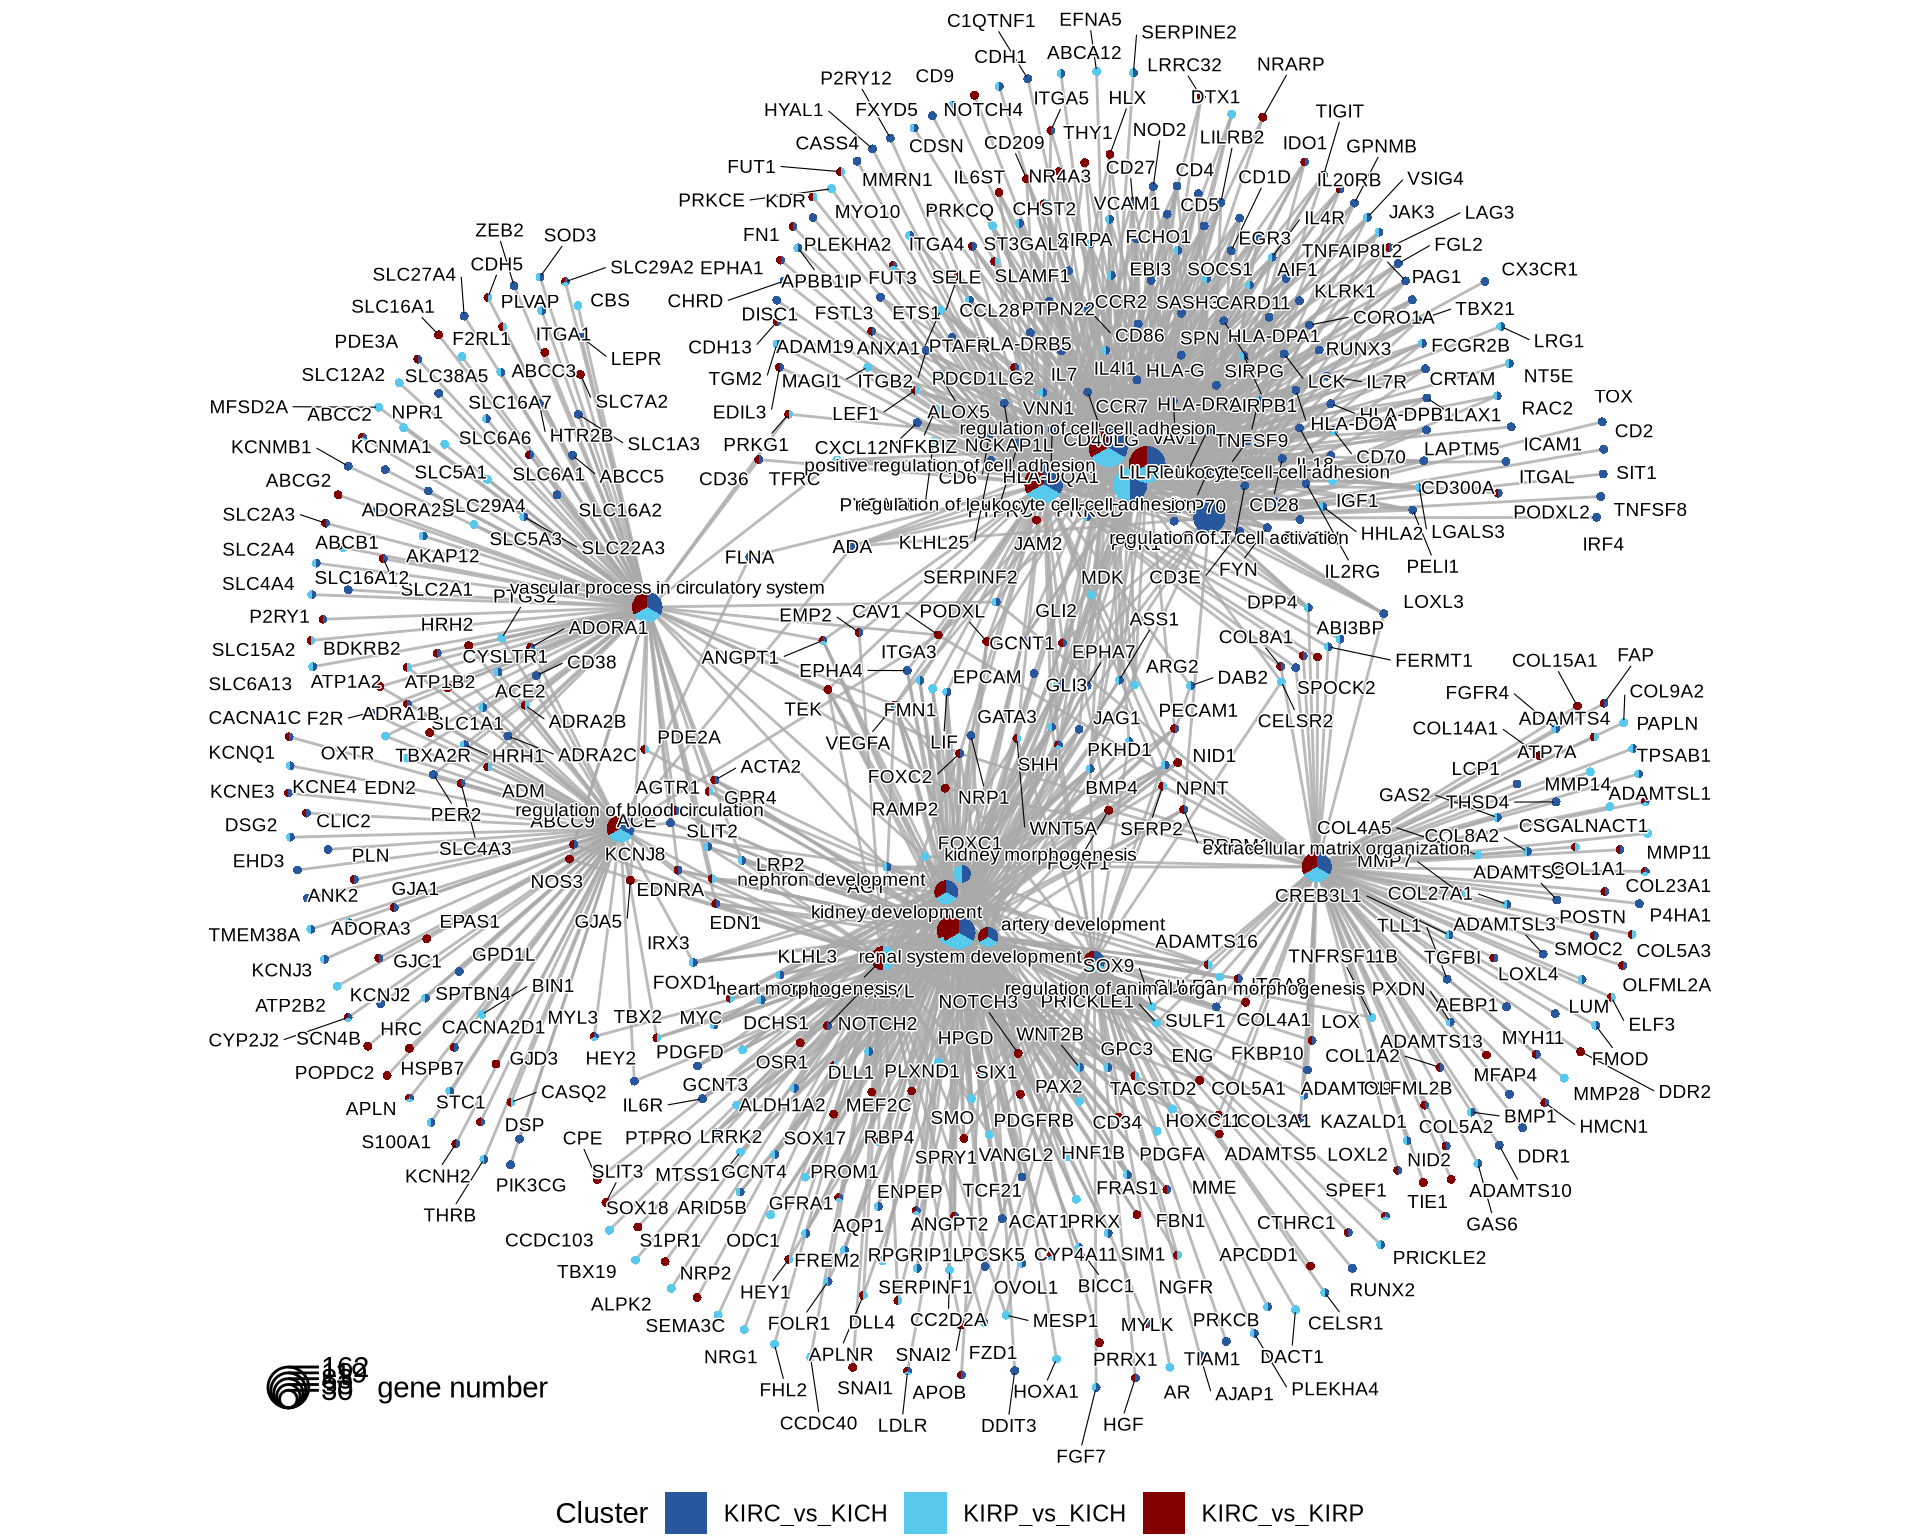 C1QTNF1 EFNA5 SERPINE2
CDH1 ABCA12 LRRC32 NRARP
P2RY12 CD9 DTX1
HYAL1 FXYD5 NOTCH4 ITGA5 HLX TIGIT
CASS4 CDSN CD209 THY1 NOD2 LILRB2 IDO1 GPNMB
FUT1 MMRN1 IL6ST NR4A3 CD27 CD4 CD1D IL20RB VSIG4
PRKCE KDR MYO10 PRKCQ CHST2 VCAM1 CD5 IL4R JAK3 LAG3
FN1 PLEKHA2 ITGA4 ST3GAL4 SIRPA FCHO1 EGR3 TNFAIP8L2 FGL2
ZEB2 SOD3
SLC27A4 CDH5 SLC29A2 EPHA1 APBB1IP FUT3 SELE SLAMF1 EBI3 SOCS1 AIF1 PAG1 CX3CR1
SLC16A1 PLVAP CBS CHRD DISC1 FSTL3 ETS1 CCL28 PTPN22 CCR2 SASH3 CARD11 KLRK1 CORO1A TBX21
PDE3A F2RL1 ITGA1 LEPR CDH13 ADAM19 ANXA1 PTAFR HLA-DRB5 CD86 SPN HLA-DPA1 RUNX3 FCGR2B LRG1
SLC12A2 SLC38A5 ABCC3 TGM2 MAGI1 ITGB2 PDCD1LG2 IL7 IL4I1 HLA-G SIRPG LCK IL7R CRTAM NT5E
MFSD2A ABCC2 NPR1 SLC16A7 SLC7A2 EDIL3 LEF1 ALOX5 VNN1 CCR7 HLA-DRA HLA-DPB1 LAX1 RAC2 TOX
regulation of cell-cell adhesion HLA-DOA
KCNMB1 KCNMA1 SLC6A6 HTR2B SLC1A3 PRKG1 CXCL12 NFKBIZ NCKAP1L CD40LG VAV1 TNFSF9 LAPTM5 ICAM1 CD2
positive regulation of cell adhesion leukocyte cell-cell adhesion CD70
ABCG2 SLC5A1 SLC6A1 ABCC5 CD36 TFRC CD6 HLA-DQA1 CD300A ITGAL SIT1
SLC2A3 ADORA2B SLC29A4 SLC16A2 regulation of leukocyte cell-cell adhesion CD28 IGF1 PODXL2 TNFSF8
SLC2A4 ABCB1 AKAP12 SLC5A3 SLC22A3 FLNA ADA KLHL25 JAM2 regulation of T cell activation HHLA2 LGALS3 IRF4
SLC4A4 SLC16A12 SLC2A1 vascular process in circulatory system SERPINF2 MDK CD3E FYN IL2RG PELI1
P2RY1 HRH2 PTGS2 ADORA1 EMP2 CAV1 PODXL GLI2 ASS1 DPP4 LOXL3
SLC15A2 BDKRB2 CYSLTR1 CD38 ANGPT1 ITGA3 GCNT1 EPHA7 COL8A1 ABI3BP FERMT1 COL15A1 FAP
SLC6A13 ATP1A2 ATP1B2 ACE2 EPHA4 EPCAM GLI3 ARG2 DAB2 SPOCK2 FGFR4 COL9A2
CACNA1C F2R ADRA1B SLC1A1 ADRA2B TEK FMN1 GATA3 JAG1 PECAM1 CELSR2 COL14A1 ADAMTS4 PAPLN
KCNQ1 OXTR TBXA2R HRH1 ADRA2C PDE2A VEGFA LIF PKHD1 NID1 ATP7A TPSAB1
KCNE3 KCNE4 EDN2 ADM AGTR1 ACTA2 FOXC2 SHH BMP4 NPNT LCP1 MMP14
GPR4 RAMP2 NRP1 GAS2 THSD4 ADAMTSL1
DSG2 CLIC2 PER2 regulation of blood circulation WNT5A SFRP2 COL4A5 COL8A2 CSGALNACT1
ABCC9 ACE SLIT2
EHD3 PLN SLC4A3 KCNJ8 LRP2 FOXC1 kidney morphogenesis FOXF1 extracellular matrix organization MMP7 MMP11
ANK2 GJA1 NOS3 EDNRA nephron development CREB3L1 COL27A1 COL1A1 COL23A1
TMEM38A ADORA3 EPAS1 GJA5 EDN1 kidney development artery development TLL1 ADAMTSL3 POSTN P4HA1
KCNJ3 GJC1 GPD1L IRX3 KLHL3 renal system development SOX9 ADAMTS16 TNFRSF11B TGFBI SMOC2 COL5A3
ATP2B2 KCNJ2 SPTBN4 BIN1 FOXD1 heart morphogenesis regulation of animal organ morphogenesis PXDN LOXL4 OLFML2A
CYP2J2 SCN4B HRC CACNA2D1 MYL3 TBX2 MYC DCHS1 NOTCH2 NOTCH3 PRICKLE1 SULF1 COL4A1 LOX AEBP1 LUM ELF3
POPDC2 HSPB7 GJD3 HEY2 PDGFD OSR1 HPGD WNT2B GPC3 ENG FKBP10 COL1A2 ADAMTS13 MYH11 FMOD
APLN STC1 CASQ2 GCNT3 DLL1 PLXND1 SIX1 PAX2 TACSTD2 COL5A1 OLFML2B MFAP4 MMP28 DDR2
S100A1 DSP IL6R ALDH1A2 MEF2C SMO PDGFRB CD34 HOXC11 COL3A1 KAZALD1 COL5A2 BMP1 HMCN1
KCNH2 CPE PTPRO LRRK2 SOX17 RBP4 SPRY1 VANGL2 HNF1B PDGFA ADAMTS5 LOXL2 NID2 DDR1
THRB PIK3CG SLIT3 MTSS1 GCNT4 PROM1 ENPEP TCF21 FRAS1 MME SPEF1 TIE1 ADAMTS10
SOX18 ARID5B GFRA1 AQP1 ANGPT2 ACAT1 PRKX FBN1 CTHRC1 GAS6
CCDC103 S1PR1 ODC1 FREM2 RPGRIP1L PCSK5 CYP4A11 SIM1 APCDD1 PRICKLE2
TBX19 NRP2 HEY1 SERPINF1 OVOL1 BICC1 NGFR RUNX2
ALPK2 SEMA3C FOLR1 DLL4 CC2D2A MESP1 MYLK PRKCB CELSR1
NRG1 APLNR SNAI2 FZD1 PRRX1 TIAM1 DACT1
FHL2 SNAI1 APOB HOXA1 AR AJAP1 PLEKHA4
CCDC40 LDLR DDIT3 HGF
FGF7
162
gene number
Cluster KIRC_vs_KICH KIRP_vs_KICH KIRC_vs_KIRP